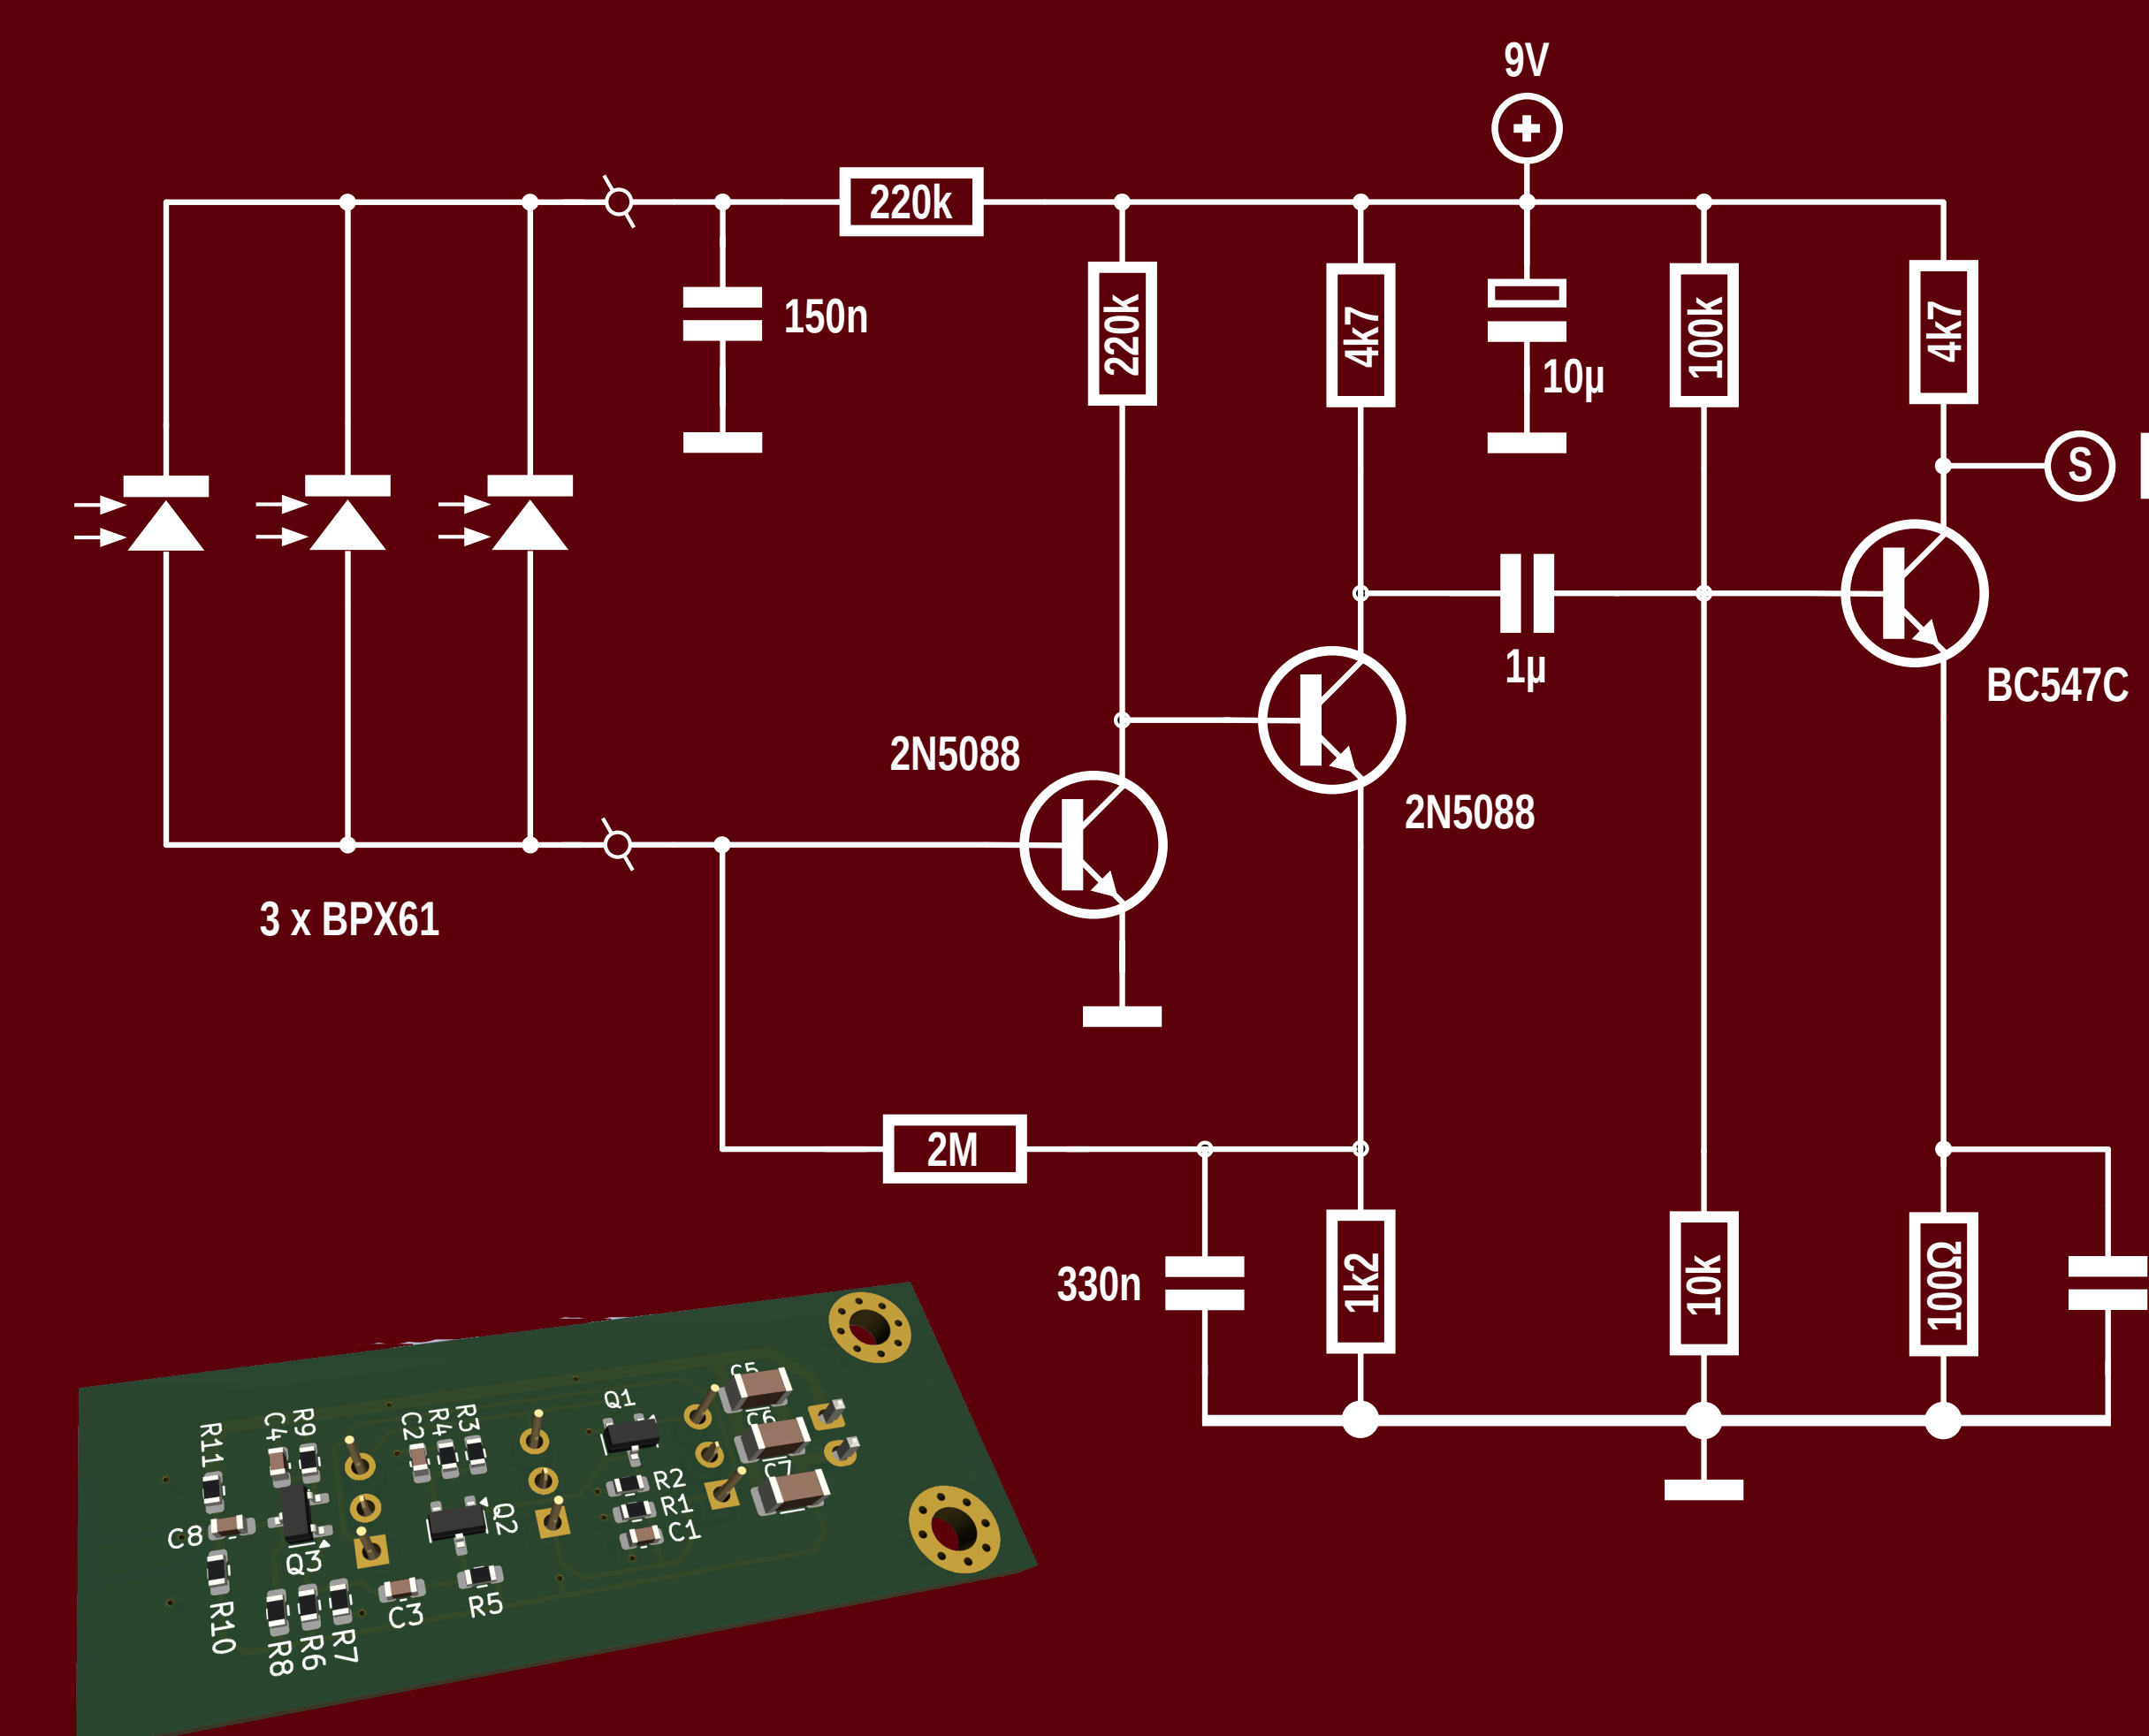 9V
220k
150n
220k
4k7
10µ
100k
4k7
S
1µ
BC547C
2N5088
2N5088
3 x BPX61
2M
330n
1k2
10k
100Ω
C5
Q1
C6
R11
C4
R9
C2
R4
R3
C7
R2
R1
C1
C8
Q3
Q2
R10
R8
R6
R7
C3
R5